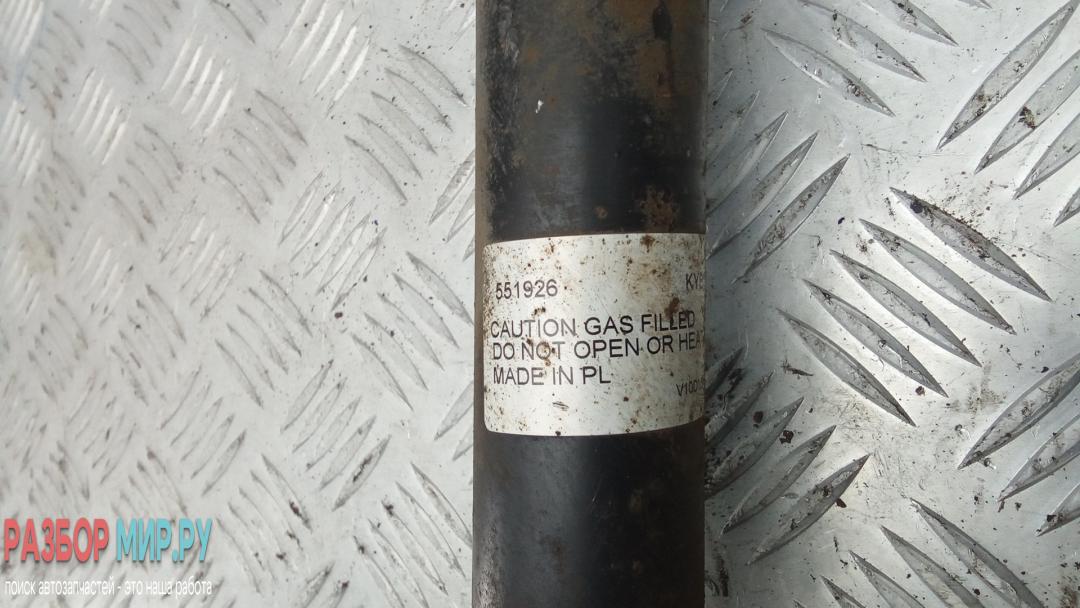 551926
CAUTION GAS FILLED
DO NOT OPEN OR
MADE IN PL
РАЗБОР МИР.РУ
поиск автозапчастей - это наша работа